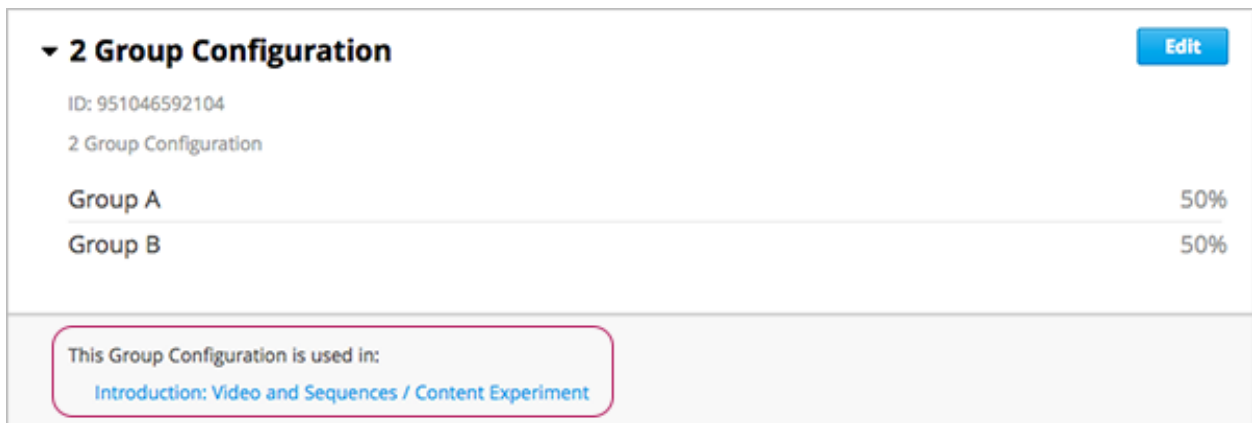 2 Group Configuration
Edit
ID: 951046592104
2 Group Configuration
Group A 50%
Group B 50%
This Group Configuration is used in:
Introduction: Video and Sequences / Content Experiment